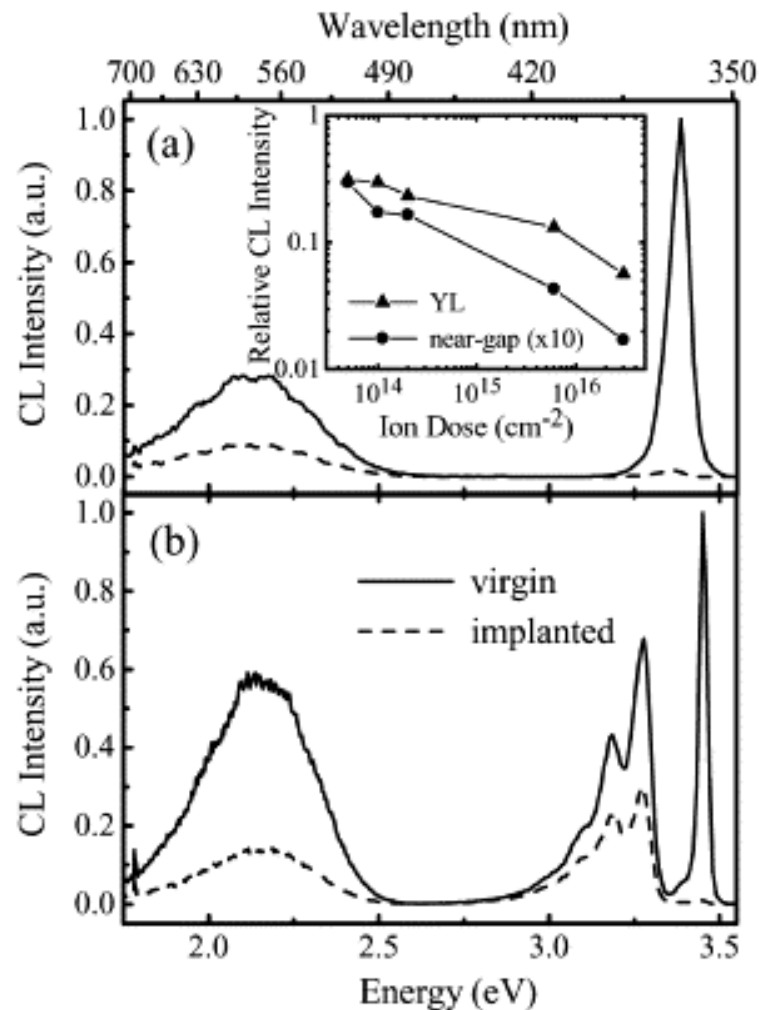 Wavelength (nm)
700 630 560 490 420 350
(a)
CL Intensity (a.u.)
1.0
0.8
0.6
0.4
0.2
0.0
Relative CL Intensity
1
0.1
0.01
YL
near-gap (x10)
10^14 10^15 10^16
Ion Dose (cm^-2)
(b)
CL Intensity (a.u.)
1.0
0.8
0.6
0.4
0.2
0.0
virgin
implanted
2.0 2.5 3.0 3.5
Energy (eV)